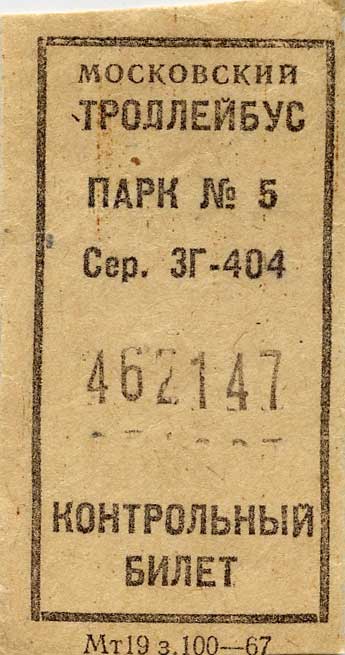 МОСКОВСКИЙ
ТРОЛЛЕЙБУС
ПАРК № 5
Сер. ЗГ-404
462147
КОНТРОЛЬНЫЙ
БИЛЕТ
Мт19 з.100—67